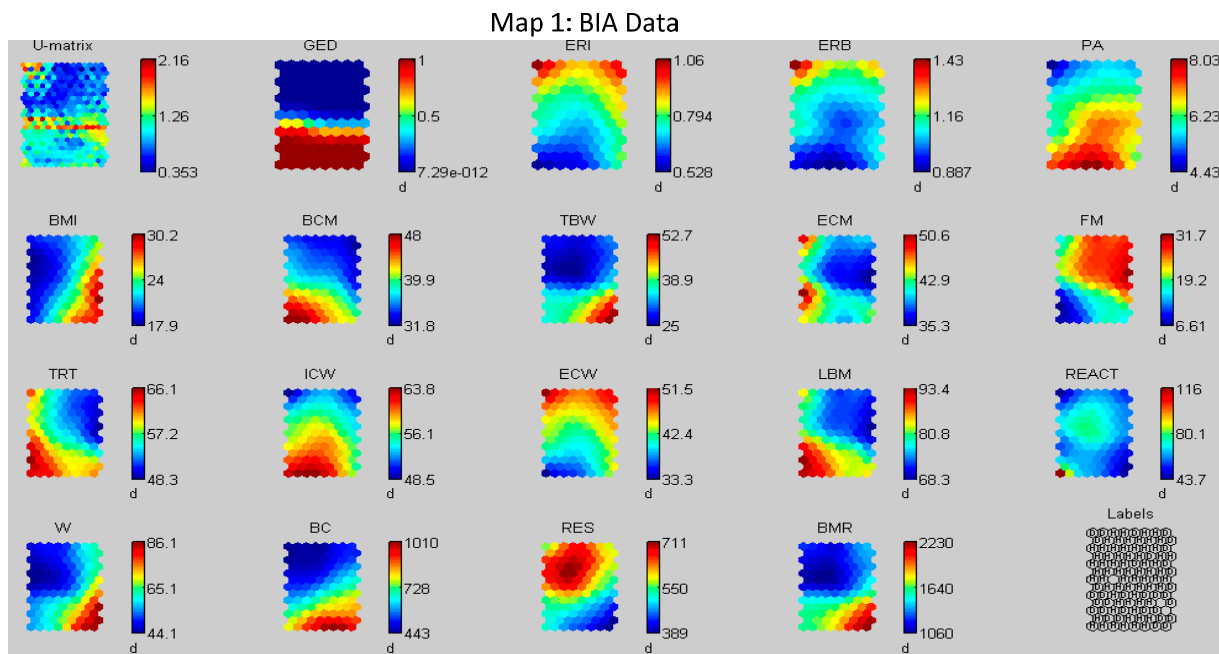 Map 1: BIA Data
U-matrix GED ERI ERB PA
2.16 1 1.06 1.43 8.03
1.26 0.5 0.794 1.16 6.23
0.353 7.29e-012 0.528 0.887 4.43
d d d d
BMI BCM TBW ECM FM
30.2 48 52.7 50.6 31.7
24 39.9 38.9 42.9 19.2
17.9 31.8 25 35.3 6.61
d d d d d
TRT ICW ECW LBM REACT
66.1 63.8 51.5 93.4 116
57.2 56.1 42.4 80.8 80.1
48.3 48.5 33.3 68.3 43.7
d d d d d
W BC RES BMR Labels
86.1 1010 711 2230
65.1 728 550 1640
44.1 443 389 1060
d d d d